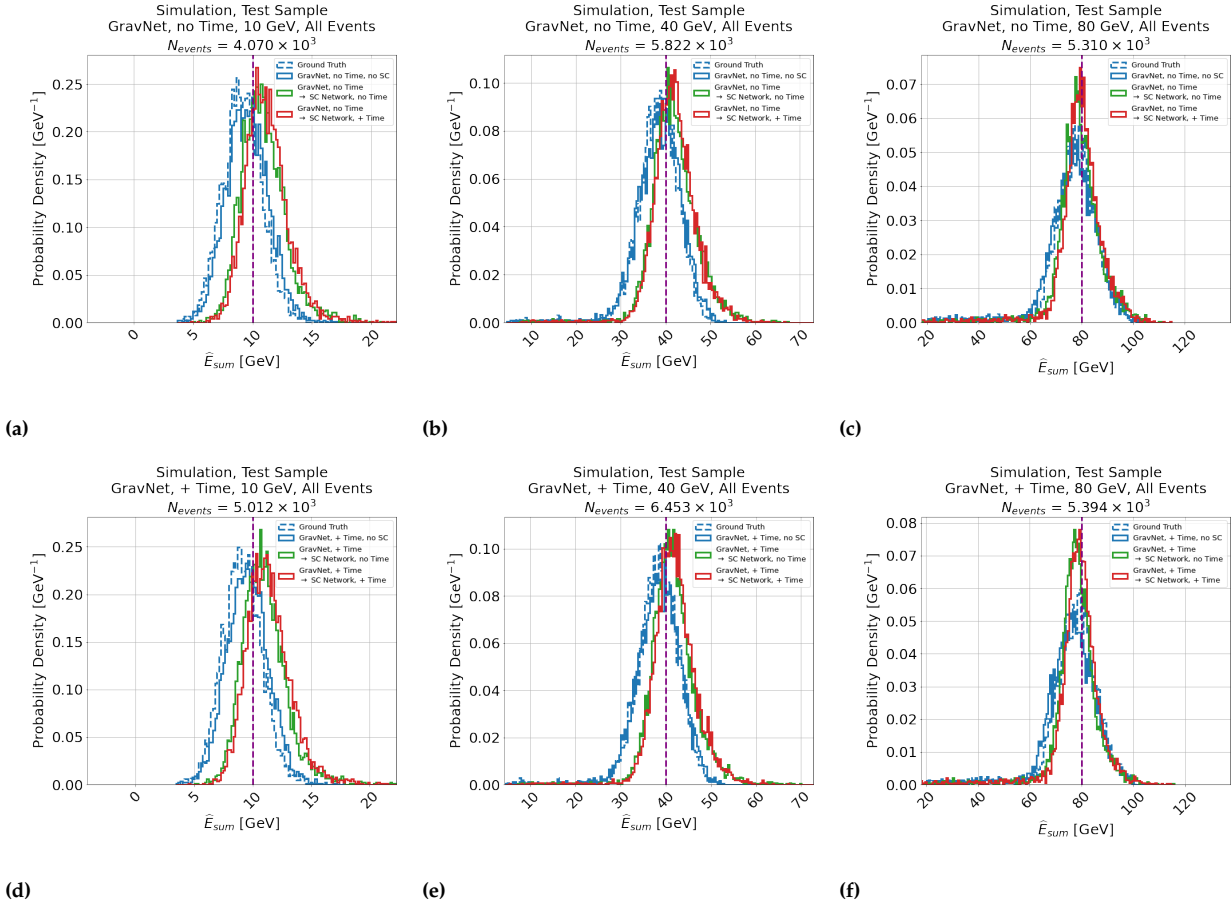 Simulation, Test Sample
GravNet, no Time, 10 GeV, All Events
N_events = 4.070 × 10³
Probability Density [GeV⁻¹]
0.25
0.20
0.15
0.10
0.05
0.00
Ground Truth
GravNet, no Time, no SC
GravNet, no Time
→ SC Network, no Time
GravNet, no Time
→ SC Network, + Time
0 5 10 15 20
Ê_sum [GeV]
(a)
Simulation, Test Sample
GravNet, no Time, 40 GeV, All Events
N_events = 5.822 × 10³
Probability Density [GeV⁻¹]
0.10
0.08
0.06
0.04
0.02
0.00
Ground Truth
GravNet, no Time, no SC
GravNet, no Time
→ SC Network, no Time
GravNet, no Time
→ SC Network, + Time
10 20 30 40 50 60 70
Ê_sum [GeV]
(b)
Simulation, Test Sample
GravNet, no Time, 80 GeV, All Events
N_events = 5.310 × 10³
Probability Density [GeV⁻¹]
0.07
0.06
0.05
0.04
0.03
0.02
0.01
0.00
Ground Truth
GravNet, no Time, no SC
GravNet, no Time
→ SC Network, no Time
GravNet, no Time
→ SC Network, + Time
20 40 60 80 100 120
Ê_sum [GeV]
(c)
Simulation, Test Sample
GravNet, + Time, 10 GeV, All Events
N_events = 5.012 × 10³
Probability Density [GeV⁻¹]
0.25
0.20
0.15
0.10
0.05
0.00
Ground Truth
GravNet, + Time, no SC
GravNet, + Time
→ SC Network, no Time
GravNet, + Time
→ SC Network, + Time
0 5 10 15 20
Ê_sum [GeV]
(d)
Simulation, Test Sample
GravNet, + Time, 40 GeV, All Events
N_events = 6.453 × 10³
Probability Density [GeV⁻¹]
0.10
0.08
0.06
0.04
0.02
0.00
Ground Truth
GravNet, + Time, no SC
GravNet, + Time
→ SC Network, no Time
GravNet, + Time
→ SC Network, + Time
10 20 30 40 50 60 70
Ê_sum [GeV]
(e)
Simulation, Test Sample
GravNet, + Time, 80 GeV, All Events
N_events = 5.394 × 10³
Probability Density [GeV⁻¹]
0.08
0.07
0.06
0.05
0.04
0.03
0.02
0.01
0.00
Ground Truth
GravNet, + Time, no SC
GravNet, + Time
→ SC Network, no Time
GravNet, + Time
→ SC Network, + Time
20 40 60 80 100 120
Ê_sum [GeV]
(f)